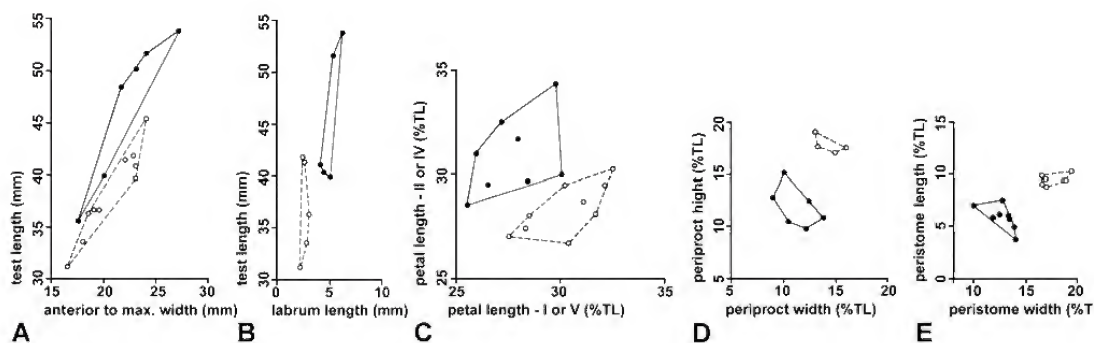 test length (mm)
55
50
45
40
35
30
15 20 25 30
anterior to max. width (mm)
A
test length (mm)
55
50
45
40
35
30
0 5 10
labrum length (mm)
B
petal length - II or IV (%TL)
35
30
25
25 30 35
petal length - I or V (%TL)
C
periproct hight (%TL)
20
15
10
5
5 10 15 20
periproct width (%TL)
D
peristome length (%TL)
15
10
5
0
10 15 20
peristome width (%T
E